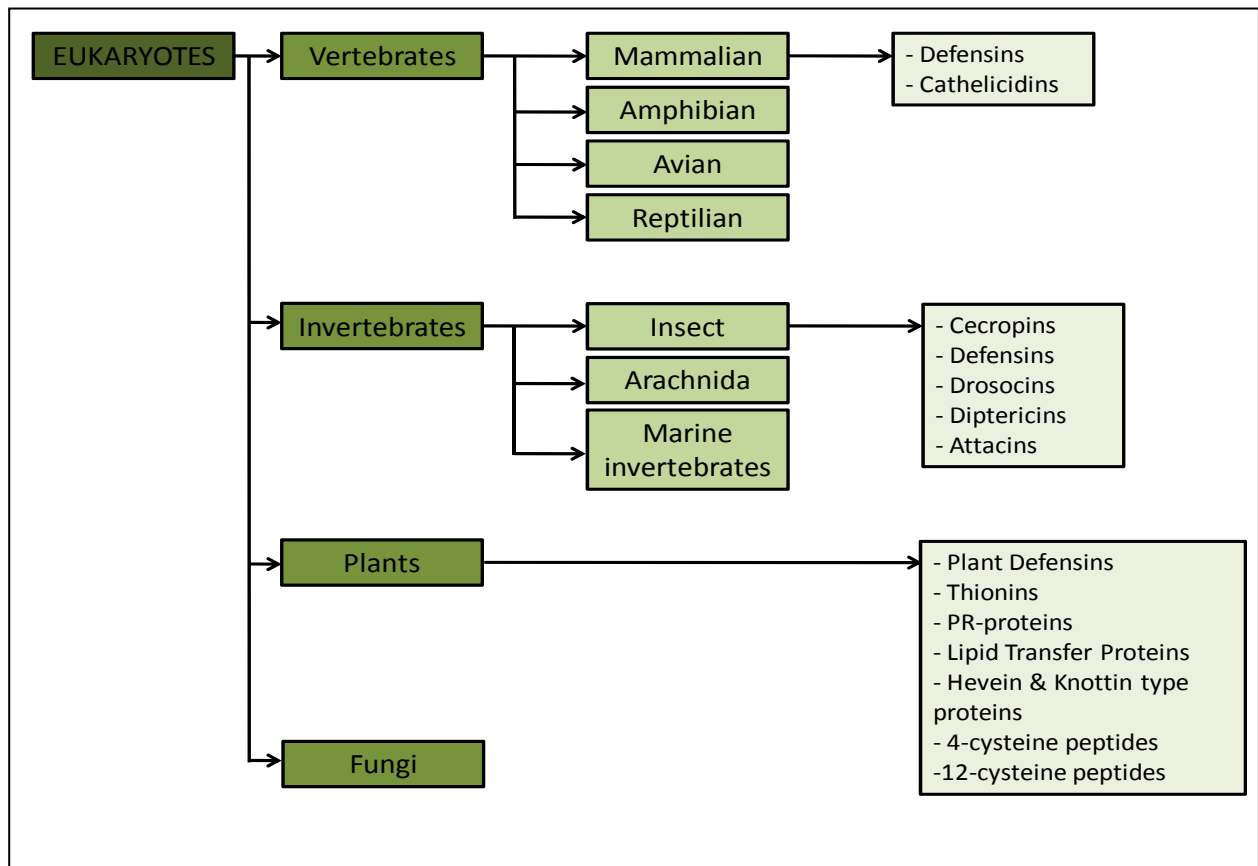 EUKARYOTES
Vertebrates
Mammalian
- Defensins
- Cathelicidins
Amphibian
Avian
Reptilian
Invertebrates
Insect
- Cecropins
- Defensins
- Drosocins
- Diptericins
- Attacins
Arachnida
Marine
invertebrates
Plants
- Plant Defensins
- Thionins
- PR-proteins
- Lipid Transfer Proteins
- Hevein & Knottin type
proteins
- 4-cysteine peptides
-12-cysteine peptides
Fungi